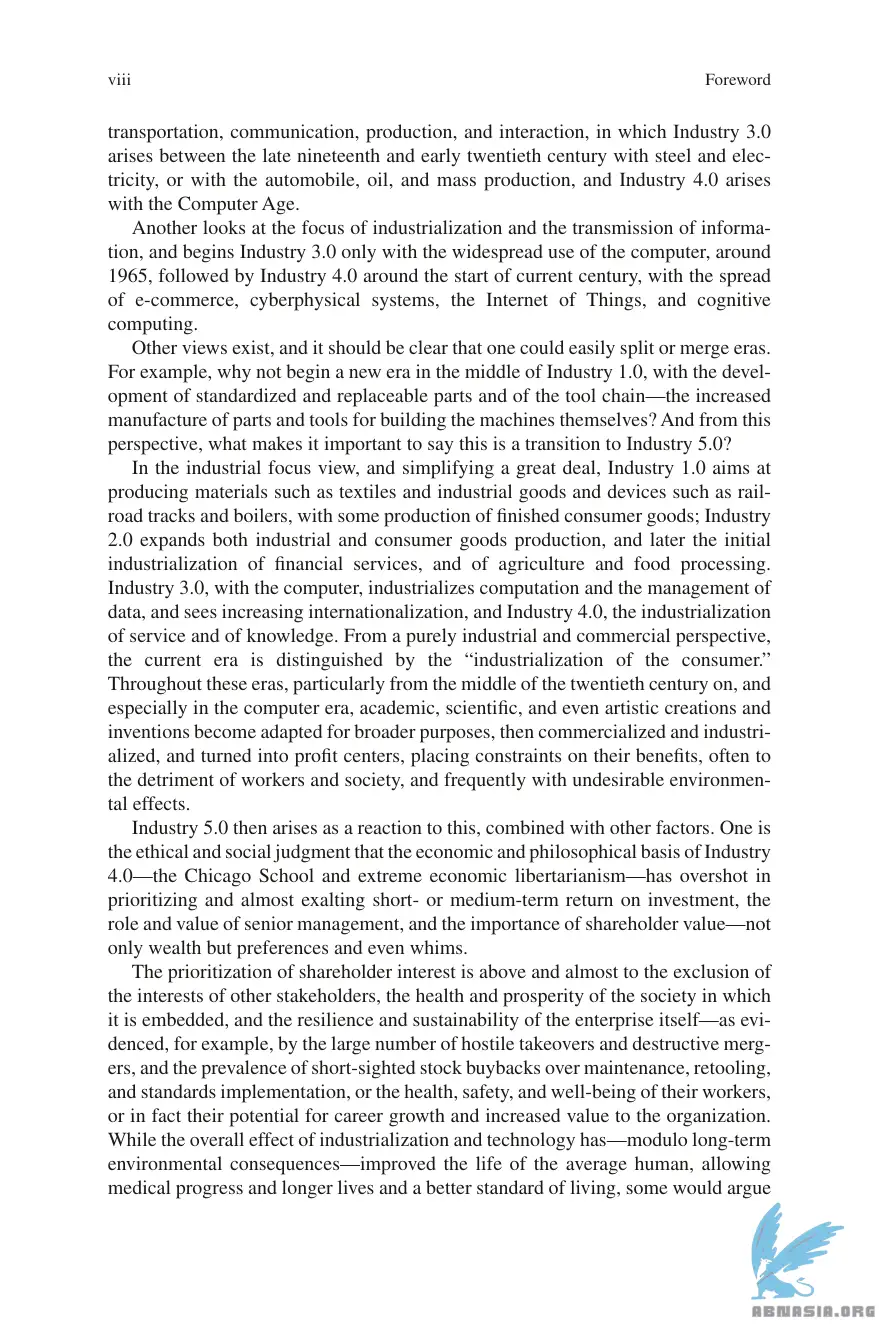 viii
Foreword
transportation, communication, production, and interaction, in which Industry 3.0
arises between the late nineteenth and early twentieth century with steel and elec-
tricity, or with the automobile, oil, and mass production, and Industry 4.0 arises
with the Computer Age.
Another looks at the focus of industrialization and the transmission of informa-
tion, and begins Industry 3.0 only with the widespread use of the computer, around
1965, followed by Industry 4.0 around the start of current century, with the spread
of e-commerce, cyberphysical systems, the Internet of Things, and cognitive
computing.
Other views exist, and it should be clear that one could easily split or merge eras.
For example, why not begin a new era in the middle of Industry 1.0, with the devel-
opment of standardized and replaceable parts and of the tool chain—the increased
manufacture of parts and tools for building the machines themselves? And from this
perspective, what makes it important to say this is a transition to Industry 5.0?
In the industrial focus view, and simplifying a great deal, Industry 1.0 aims at
producing materials such as textiles and industrial goods and devices such as rail-
road tracks and boilers, with some production of finished consumer goods; Industry
2.0 expands both industrial and consumer goods production, and later the initial
industrialization of financial services, and of agriculture and food processing.
Industry 3.0, with the computer, industrializes computation and the management of
data, and sees increasing internationalization, and Industry 4.0, the industrialization
of service and of knowledge. From a purely industrial and commercial perspective,
the current era is distinguished by the “industrialization of the consumer.”
Throughout these eras, particularly from the middle of the twentieth century on, and
especially in the computer era, academic, scientific, and even artistic creations and
inventions become adapted for broader purposes, then commercialized and industri-
alized, and turned into profit centers, placing constraints on their benefits, often to
the detriment of workers and society, and frequently with undesirable environmen-
tal effects.
Industry 5.0 then arises as a reaction to this, combined with other factors. One is
the ethical and social judgment that the economic and philosophical basis of Industry
4.0—the Chicago School and extreme economic libertarianism—has overshot in
prioritizing and almost exalting short- or medium-term return on investment, the
role and value of senior management, and the importance of shareholder value—not
only wealth but preferences and even whims.
The prioritization of shareholder interest is above and almost to the exclusion of
the interests of other stakeholders, the health and prosperity of the society in which
it is embedded, and the resilience and sustainability of the enterprise itself—as evi-
denced, for example, by the large number of hostile takeovers and destructive merg-
ers, and the prevalence of short-sighted stock buybacks over maintenance, retooling,
and standards implementation, or the health, safety, and well-being of their workers,
or in fact their potential for career growth and increased value to the organization.
While the overall effect of industrialization and technology has—modulo long-term
environmental consequences—improved the life of the average human, allowing
medical progress and longer lives and a better standard of living, some would argue
ABNASIA.ORG